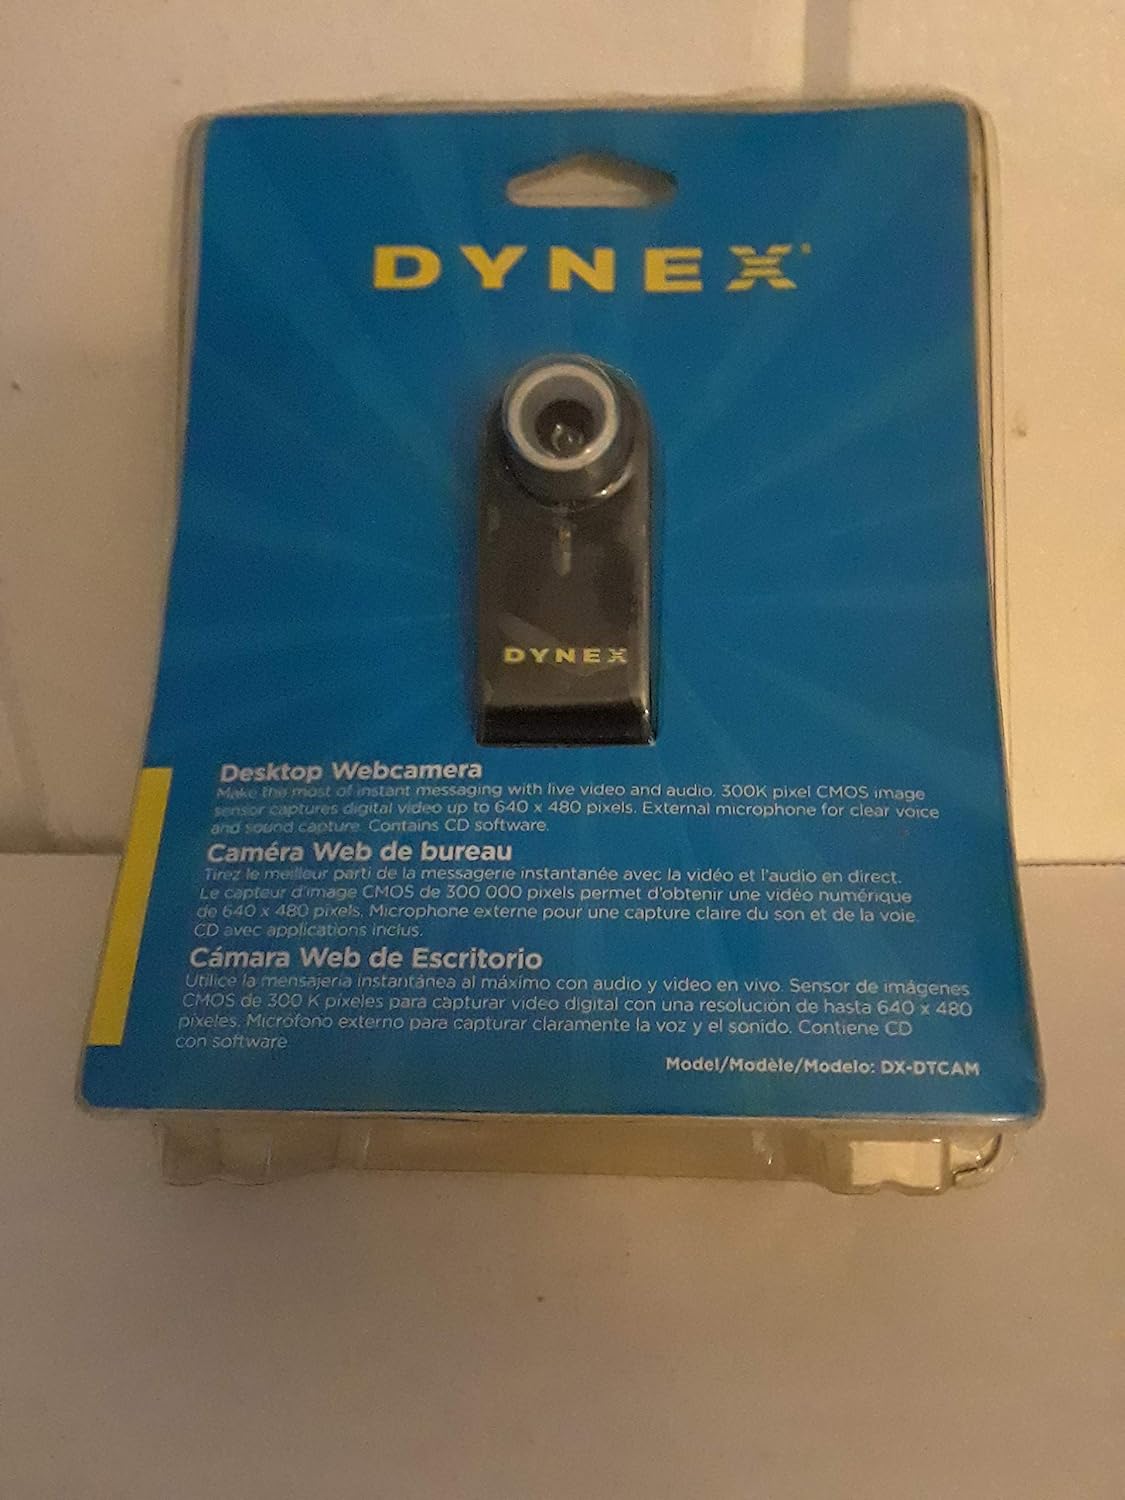 DYNEX
DYNEX
Desktop Webcamera
Make the most of instant messaging with live video and audio. 300K pixel CMOS image
sensor captures digital video up to 640 x 480 pixels. External microphone for clear voice
and sound capture. Contains CD software.
Caméra Web de bureau
Tirez le meilleur parti de la messagerie instantanée avec la vidéo et l'audio en direct.
Le capteur d'image CMOS de 300 000 pixels permet d'obtenir une vidéo numérique
de 640 x 480 pixels. Microphone externe pour une capture claire du son et de la voie.
CD avec applications inclus.
Cámara Web de Escritorio
Utilice la mensajería instantánea al máximo con audio y video en vivo. Sensor de imágenes
CMOS de 300 K píxeles para capturar video digital con una resolución de hasta 640 x 480
píxeles. Micrófono externo para capturar claramente la voz y el sonido. Contiene CD
con software.
Model/Modèle/Modelo: DX-DTCAM